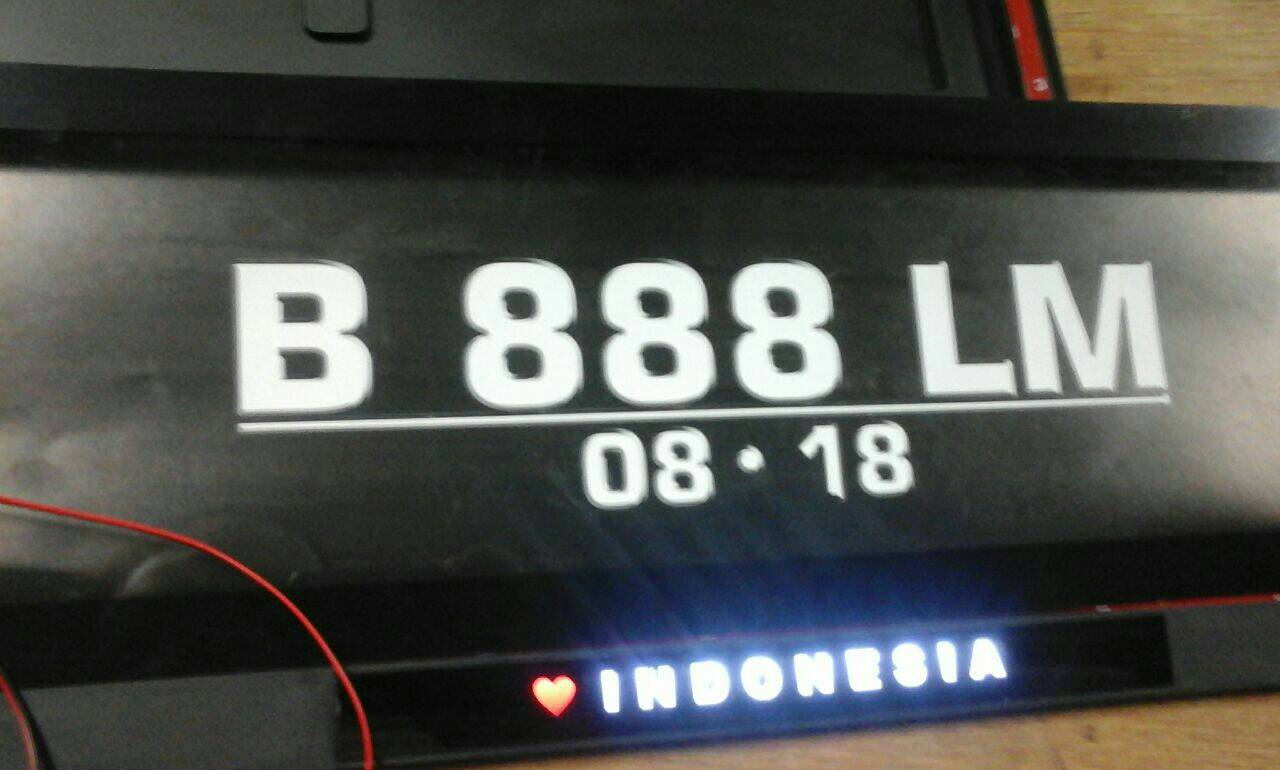 B 888 LM
08 • 18
❤ INDONESIA